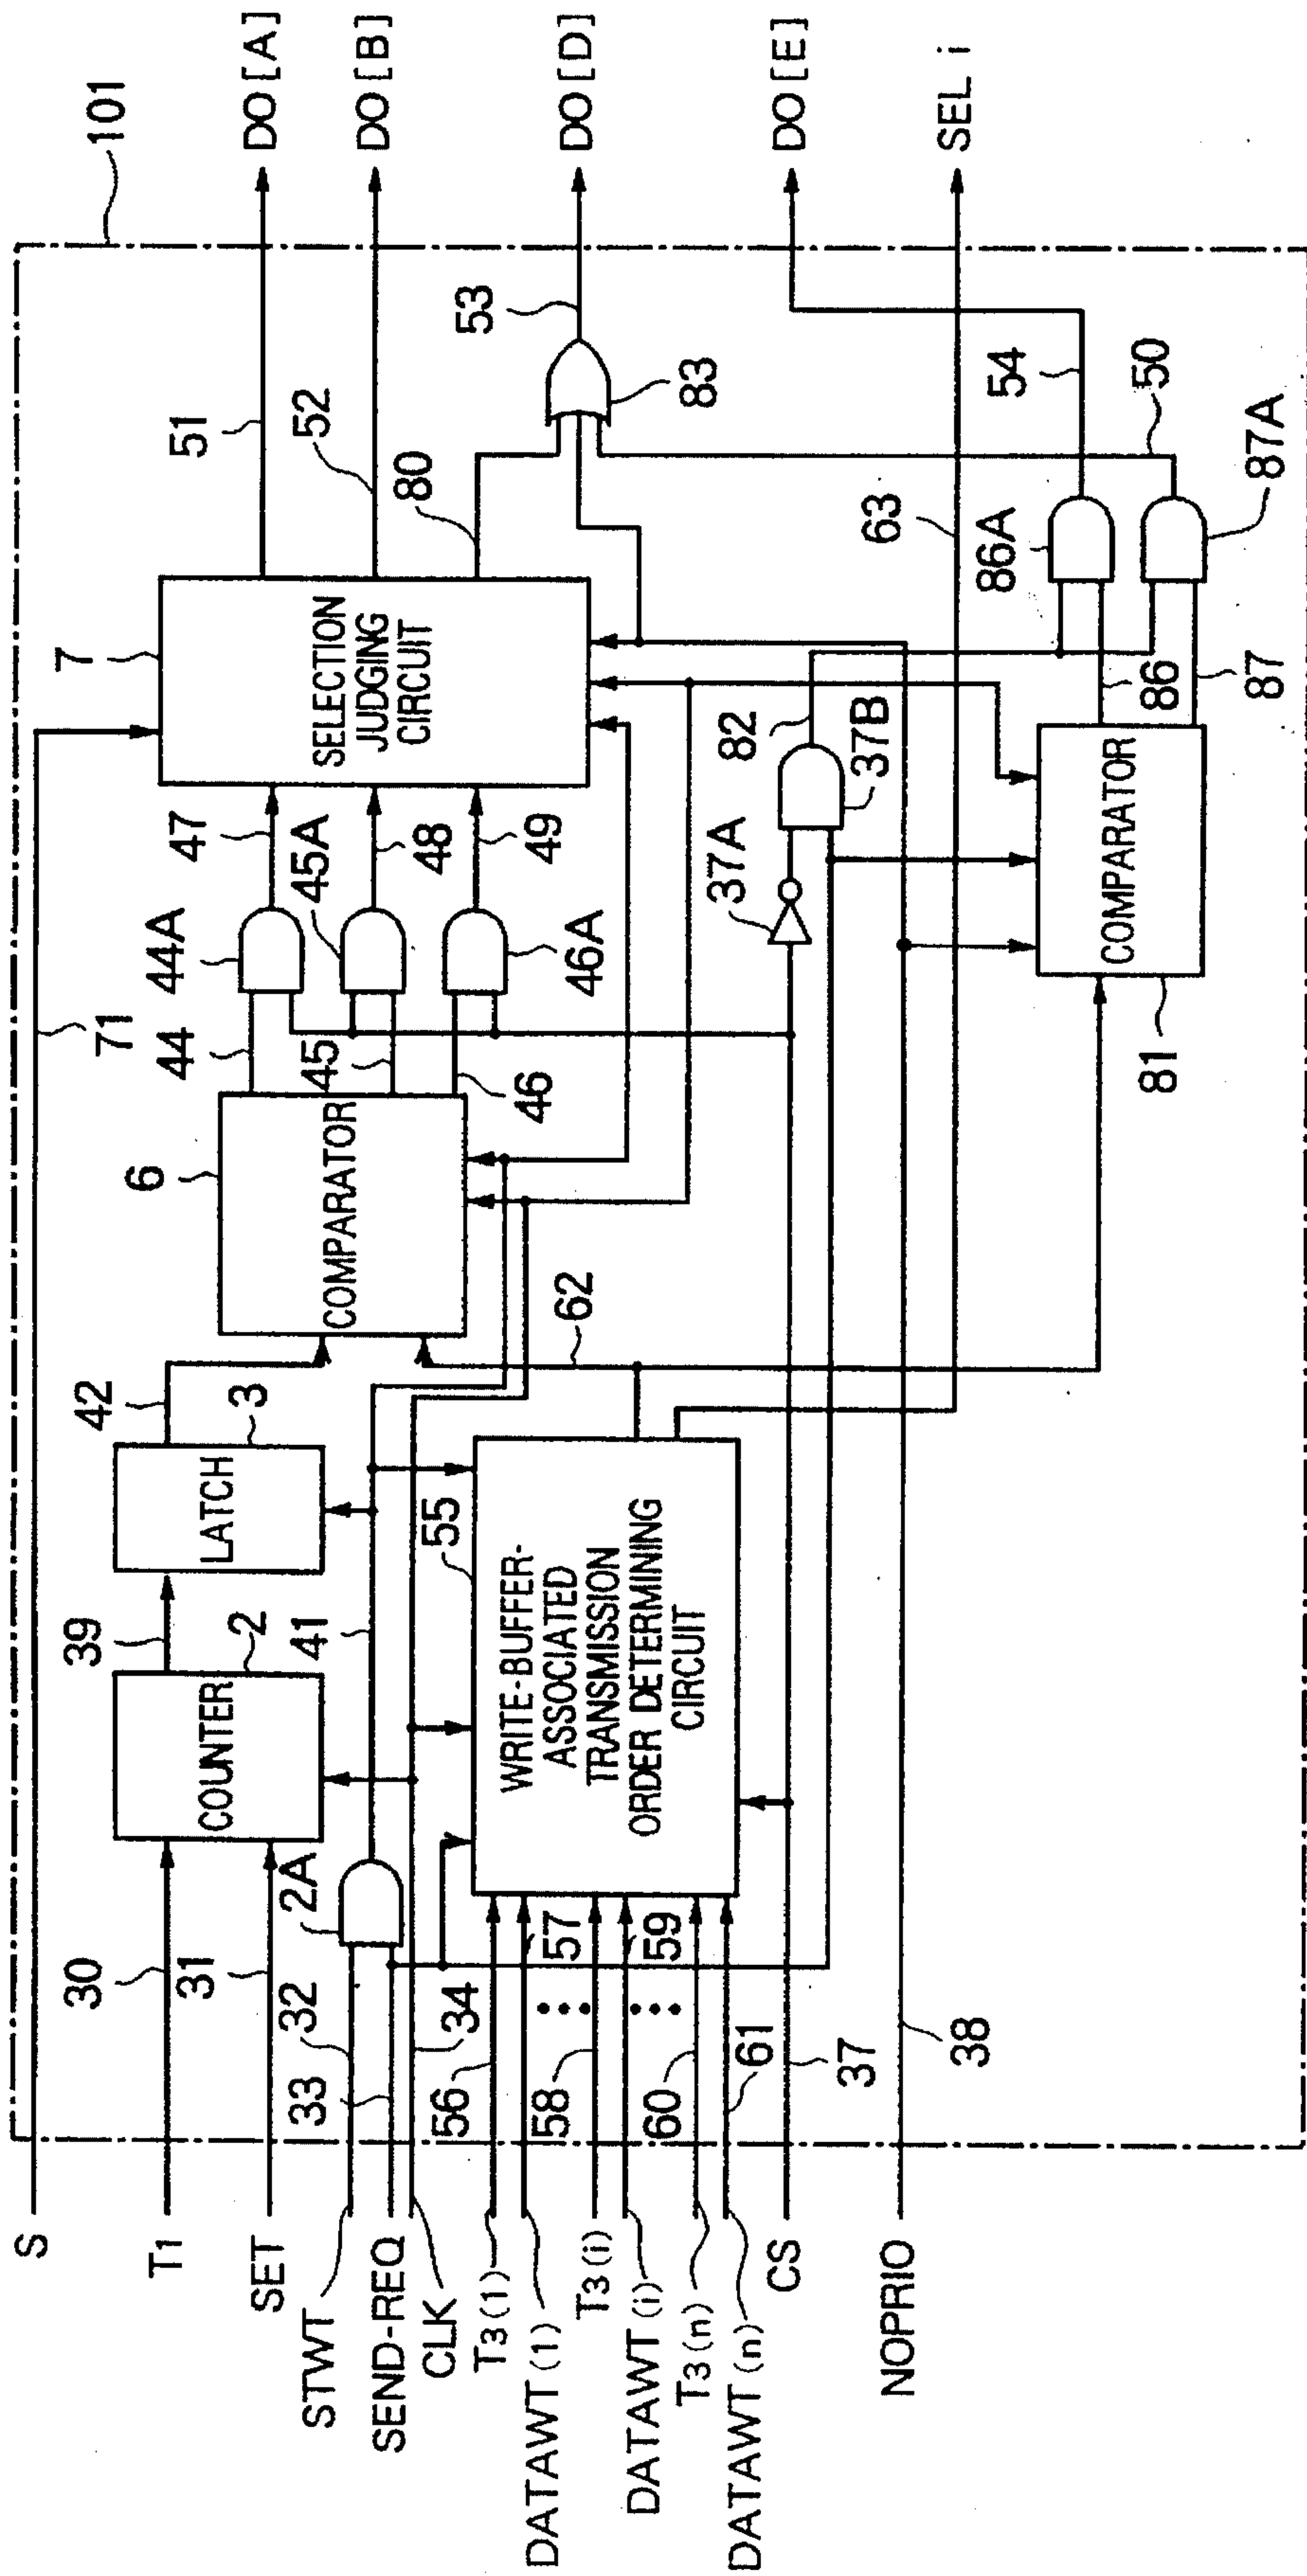 101
S
71
7
SELECTION
JUDGING
CIRCUIT
51
DO[A]
52
DO[B]
80
53
DO[D]
83
T1
30
SET
31
COUNTER
2
39
LATCH
3
42
6
COMPARATOR
44
44A
47
45
45A
48
46
46A
49
STWT
32
SEND-REQ
33
2A
41
CLK
34
T3(1)
56
DATAWT(1)
57
T3(i)
58
DATAWT(i)
59
T3(n)
60
DATAWT(n)
61
55
WRITE-BUFFER-
ASSOCIATED
TRANSMISSION
ORDER DETERMINING
CIRCUIT
62
63
CS
37
37A
37B
82
NOPRIO
38
81
COMPARATOR
86
86A
87
87A
54
50
DO[E]
SEL i